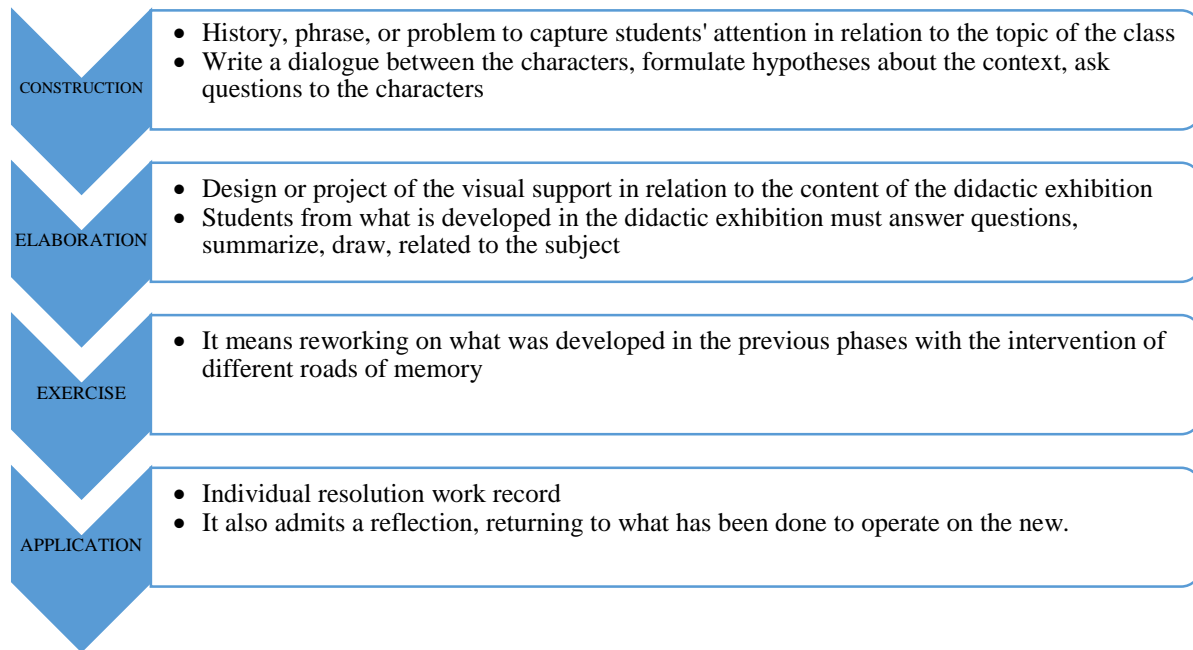 CONSTRUCTION
• History, phrase, or problem to capture students' attention in relation to the topic of the class
• Write a dialogue between the characters, formulate hypotheses about the context, ask
questions to the characters
ELABORATION
• Design or project of the visual support in relation to the content of the didactic exhibition
• Students from what is developed in the didactic exhibition must answer questions,
summarize, draw, related to the subject
EXERCISE
• It means reworking on what was developed in the previous phases with the intervention of
different roads of memory
APPLICATION
• Individual resolution work record
• It also admits a reflection, returning to what has been done to operate on the new.